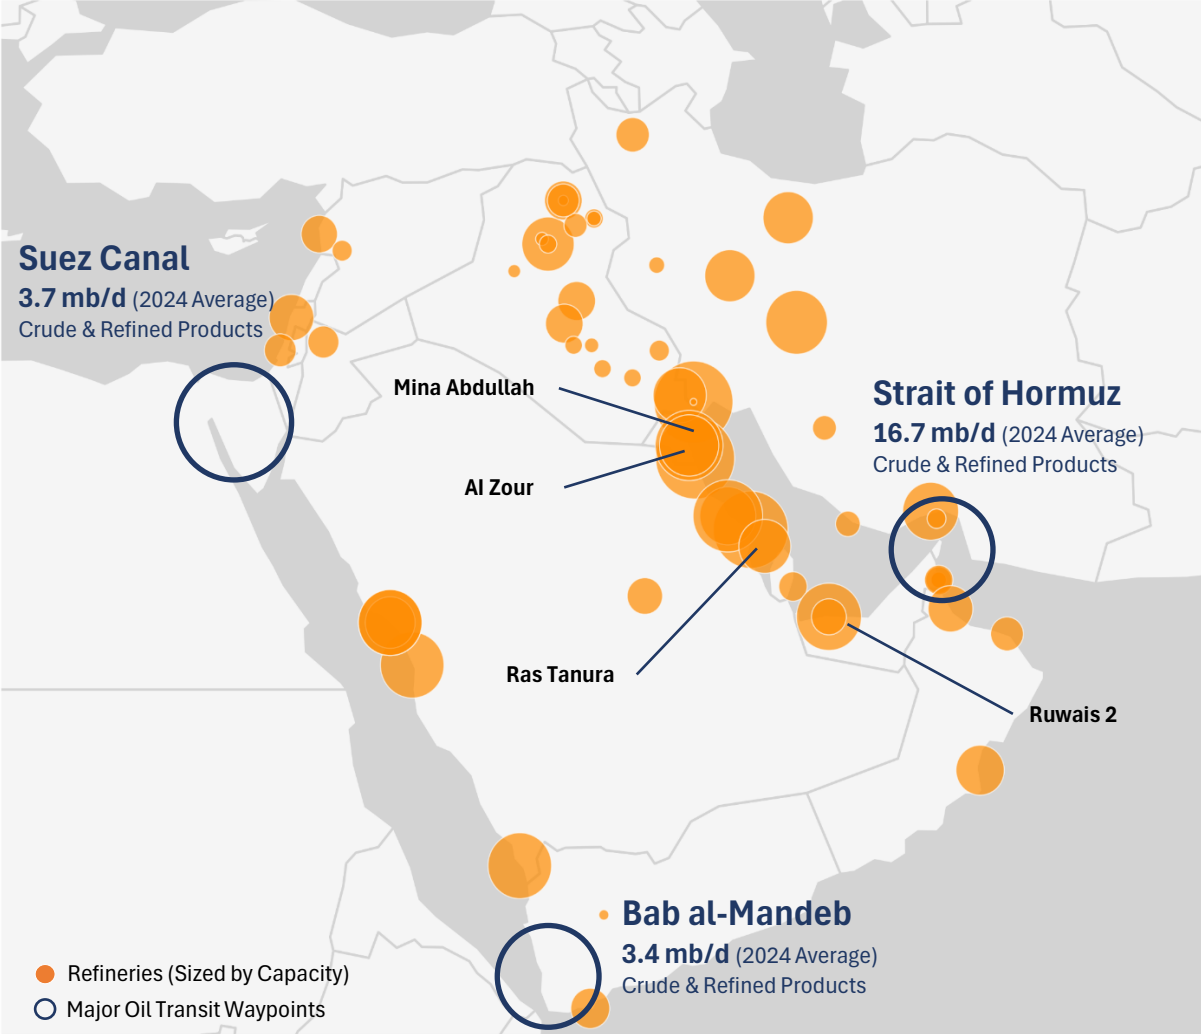 Suez Canal
3.7 mb/d (2024 Average)
Crude & Refined Products
Mina Abdullah
Strait of Hormuz
16.7 mb/d (2024 Average)
Crude & Refined Products
Al Zour
Ras Tanura
Ruwais 2
Bab al-Mandeb
3.4 mb/d (2024 Average)
Crude & Refined Products
Refineries (Sized by Capacity)
Major Oil Transit Waypoints